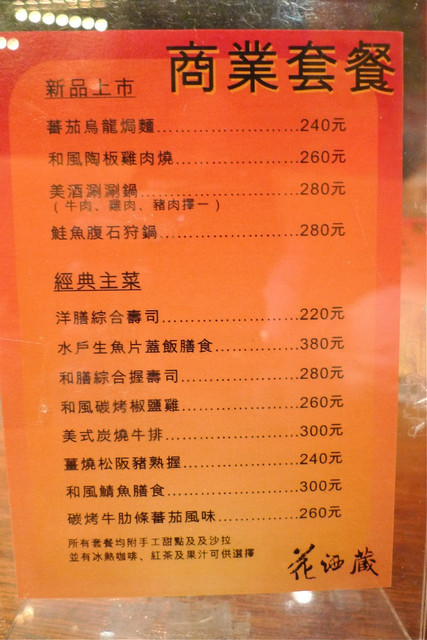 商業套餐
新品上市
蕃茄烏龍焗麵..................240元
和風陶板雞肉燒................260元
美酒涮涮鍋....................280元
(牛肉、雞肉、豬肉擇一)
鮭魚腹石狩鍋..................280元
經典主菜
洋膳綜合壽司..................220元
水戶生魚片蓋飯膳食...........380元
和膳綜合握壽司................280元
和風碳烤椒鹽雞................260元
美式炭燒牛排..................300元
薑燒松阪豬熟握................240元
和風鯖魚膳食..................300元
碳烤牛肋條蕃茄風味...........260元
所有套餐均附手工甜點及及沙拉
並有冰熱咖啡、紅茶及果汁可供選擇
花酒蔵